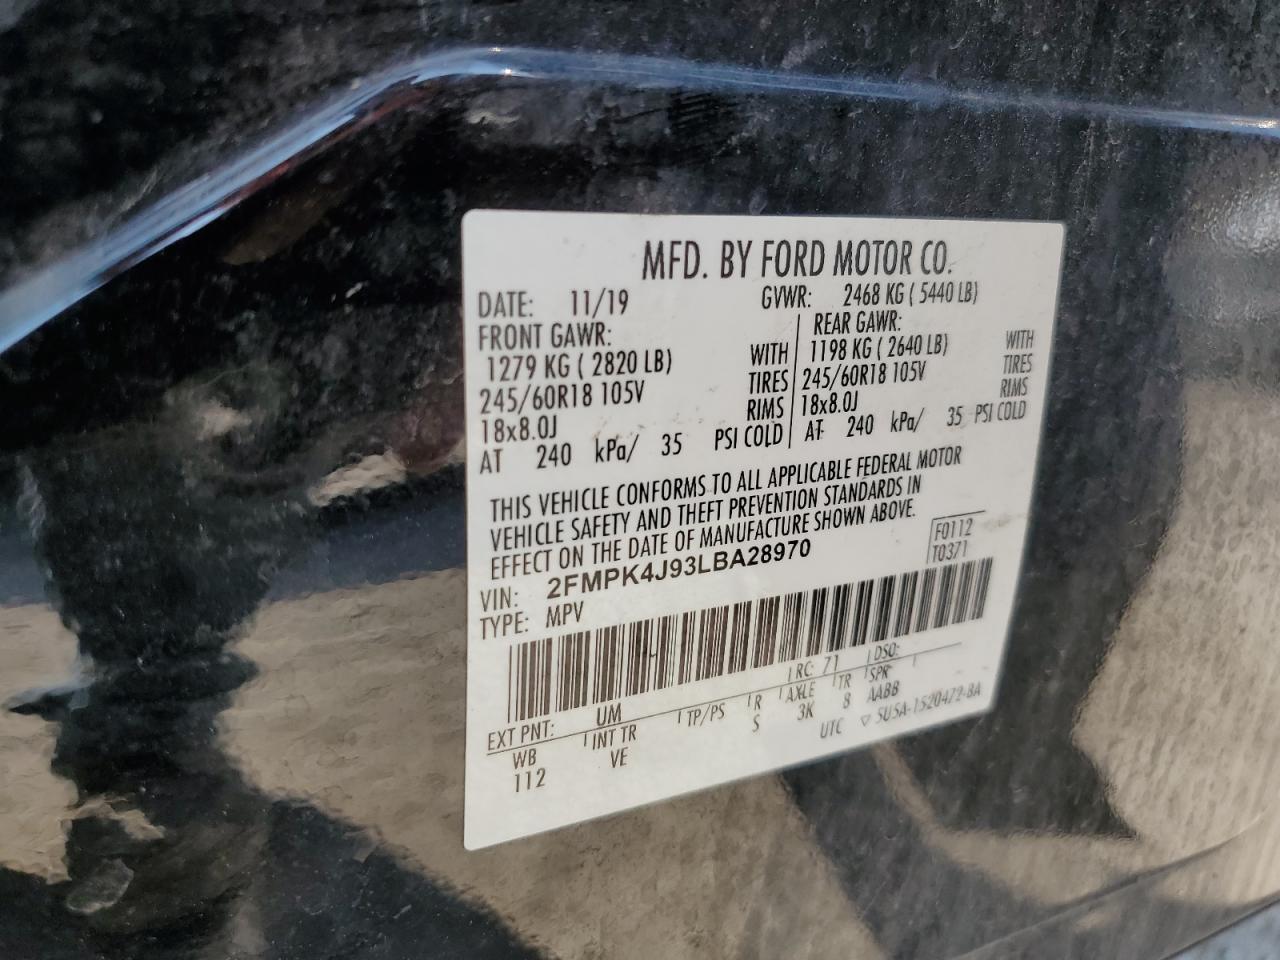 MFD. BY FORD MOTOR CO.
DATE: 11/19 GVWR: 2468 KG ( 5440 LB)
FRONT GAWR: REAR GAWR:
1279 KG ( 2820 LB) WITH 1198 KG ( 2640 LB) WITH
245/60R18 105V TIRES 245/60R18 105V TIRES
18x8.0J RIMS 18x8.0J RIMS
AT 240 kPa/ 35 PSI COLD AT 240 kPa/ 35 PSI COLD
THIS VEHICLE CONFORMS TO ALL APPLICABLE FEDERAL MOTOR
VEHICLE SAFETY AND THEFT PREVENTION STANDARDS IN
EFFECT ON THE DATE OF MANUFACTURE SHOWN ABOVE.
VIN: 2FMPK4J93LBA28970 F0112
TYPE: MPV T0371
EXT PNT: UM RC: 71 DSO:
WB INT TR TP/PS R AXLE TR SPR
112 VE S 3K 8 AABB
UTC ▽ 5U5A-1520472-BA